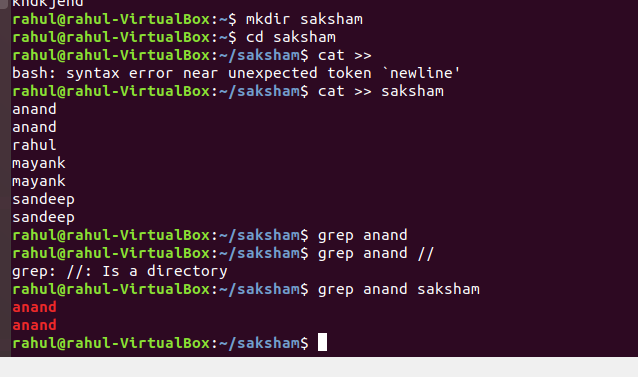 rahul@rahul-VirtualBox:~$ mkdir saksham
rahul@rahul-VirtualBox:~$ cd saksham
rahul@rahul-VirtualBox:~/saksham$ cat >>
bash: syntax error near unexpected token `newline'
rahul@rahul-VirtualBox:~/saksham$ cat >> saksham
anand
anand
rahul
mayank
mayank
sandeep
sandeep
rahul@rahul-VirtualBox:~/saksham$ grep anand
rahul@rahul-VirtualBox:~/saksham$ grep anand //
grep: //: Is a directory
rahul@rahul-VirtualBox:~/saksham$ grep anand saksham
anand
anand
rahul@rahul-VirtualBox:~/saksham$